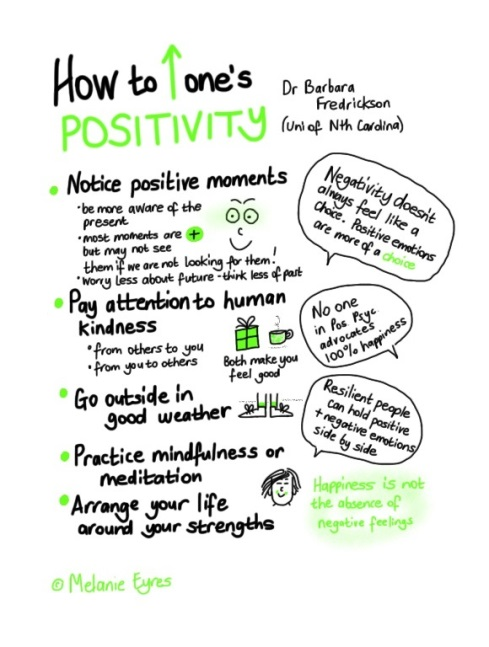 How to ↑ one's
POSITIVITY
Dr Barbara
Fredrickson
(Uni of Nth Carolina)
• Notice positive moments
• be more aware of the
present
• most moments are +
but may not see
them if we are not looking for them!
• worry less about future - think less of past
Negativity doesn't
always feel like a
choice. Positive emotions
are more of a choice
• Pay attention to human
kindness
• from others to you
• from you to others
Both make you
feel good
No one
in Pos Psyc
advocates
100% happiness
• Go outside in
good weather
Resilient people
can hold positive
+ negative emotions
side by side
• Practice mindfulness or
meditation
• Arrange your life
around your strengths
Happiness is not
the absence of
negative feelings
© Melanie Eyres